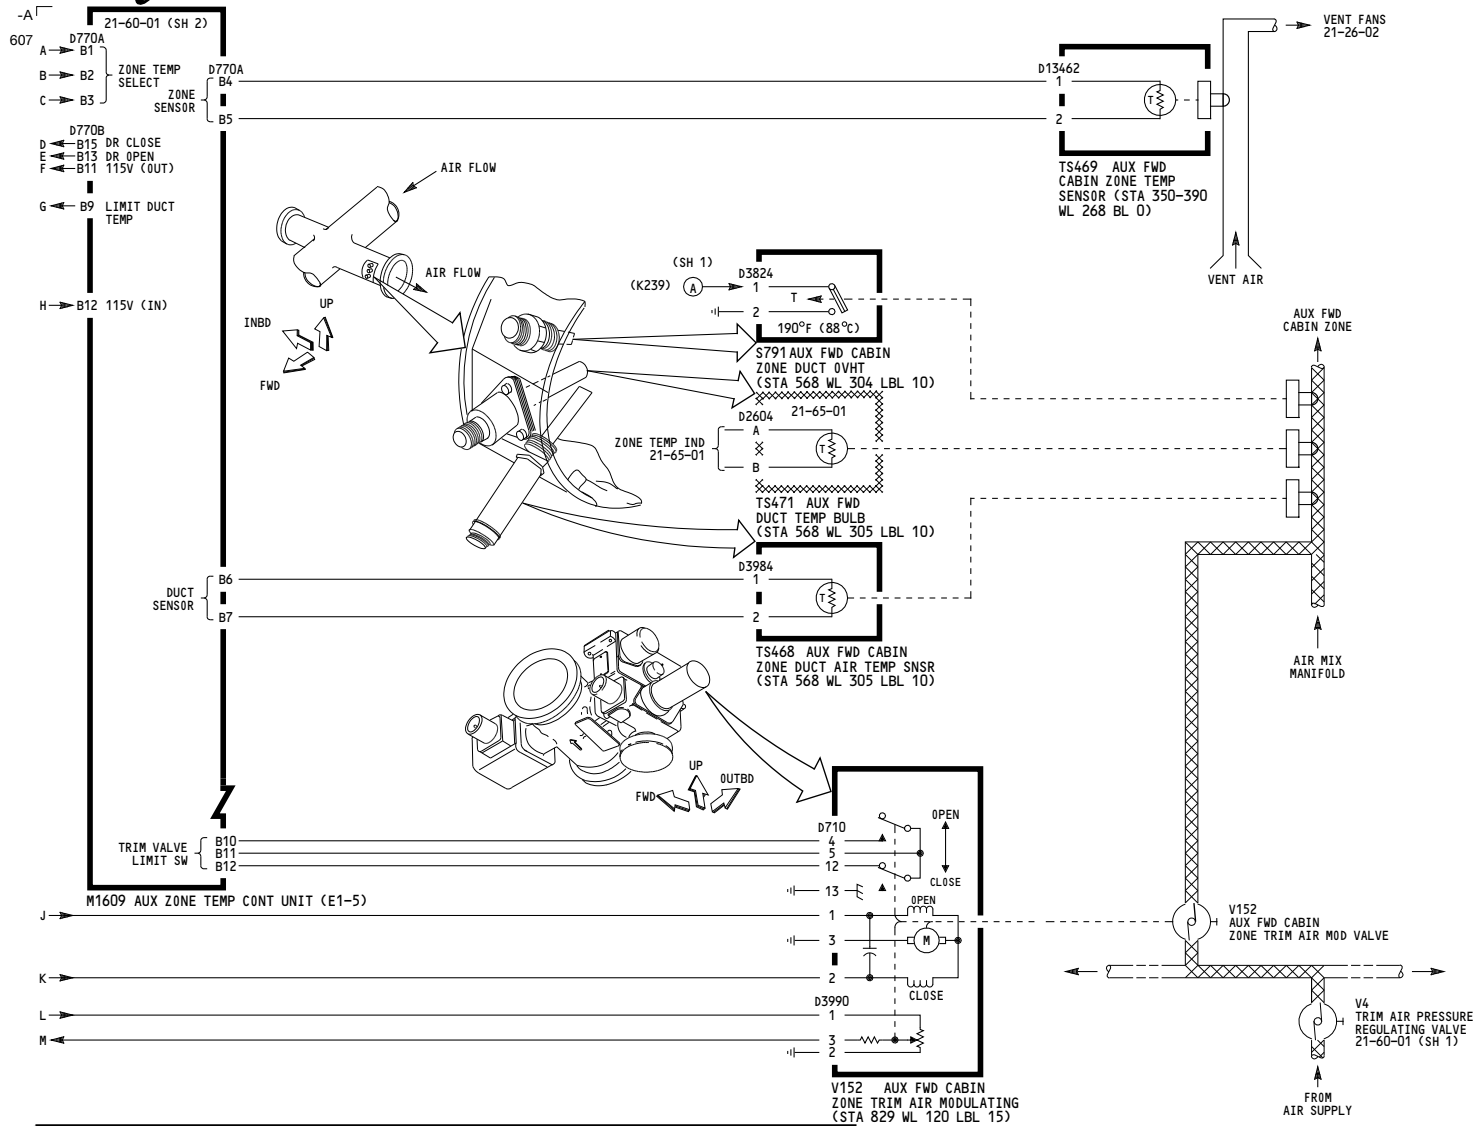 -A
607
21-60-01 (SH 2)
D770A
A B1
B B2
C B3
ZONE TEMP
SELECT
D770A
B4
ZONE
SENSOR
B5
D770B
D B15 DR CLOSE
E B13 DR OPEN
F B11 115V (OUT)
G B9 LIMIT DUCT
TEMP
H B12 115V (IN)
DUCT
SENSOR
B6
B7
TRIM VALVE
LIMIT SW
B10
B11
B12
M1609 AUX ZONE TEMP CONT UNIT (E1-5)
J
K
L
M
AIR FLOW
AIR FLOW
UP
INBD
FWD
D13462
1
2
T
TS469 AUX FWD
CABIN ZONE TEMP
SENSOR (STA 350-390
WL 268 BL 0)
VENT FANS
21-26-02
VENT AIR
(SH 1)
(K239) A
D3824
1
2
T
190°F (88°C)
S791 AUX FWD CABIN
ZONE DUCT OVHT
(STA 568 WL 304 LBL 10)
21-65-01
D2604
A
B
T
ZONE TEMP IND
21-65-01
TS471 AUX FWD
DUCT TEMP BULB
(STA 568 WL 305 LBL 10)
D3984
1
2
T
TS468 AUX FWD CABIN
ZONE DUCT AIR TEMP SNSR
(STA 568 WL 305 LBL 10)
AUX FWD
CABIN ZONE
AIR MIX
MANIFOLD
UP
OUTBD
FWD
D710
4
5
12
13
1
3
2
OPEN
CLOSE
OPEN
M
CLOSE
D3990
1
3
2
V152 AUX FWD CABIN
ZONE TRIM AIR MODULATING
(STA 829 WL 120 LBL 15)
V152
AUX FWD CABIN
ZONE TRIM AIR MOD VALVE
V4
TRIM AIR PRESSURE
REGULATING VALVE
21-60-01 (SH 1)
FROM
AIR SUPPLY